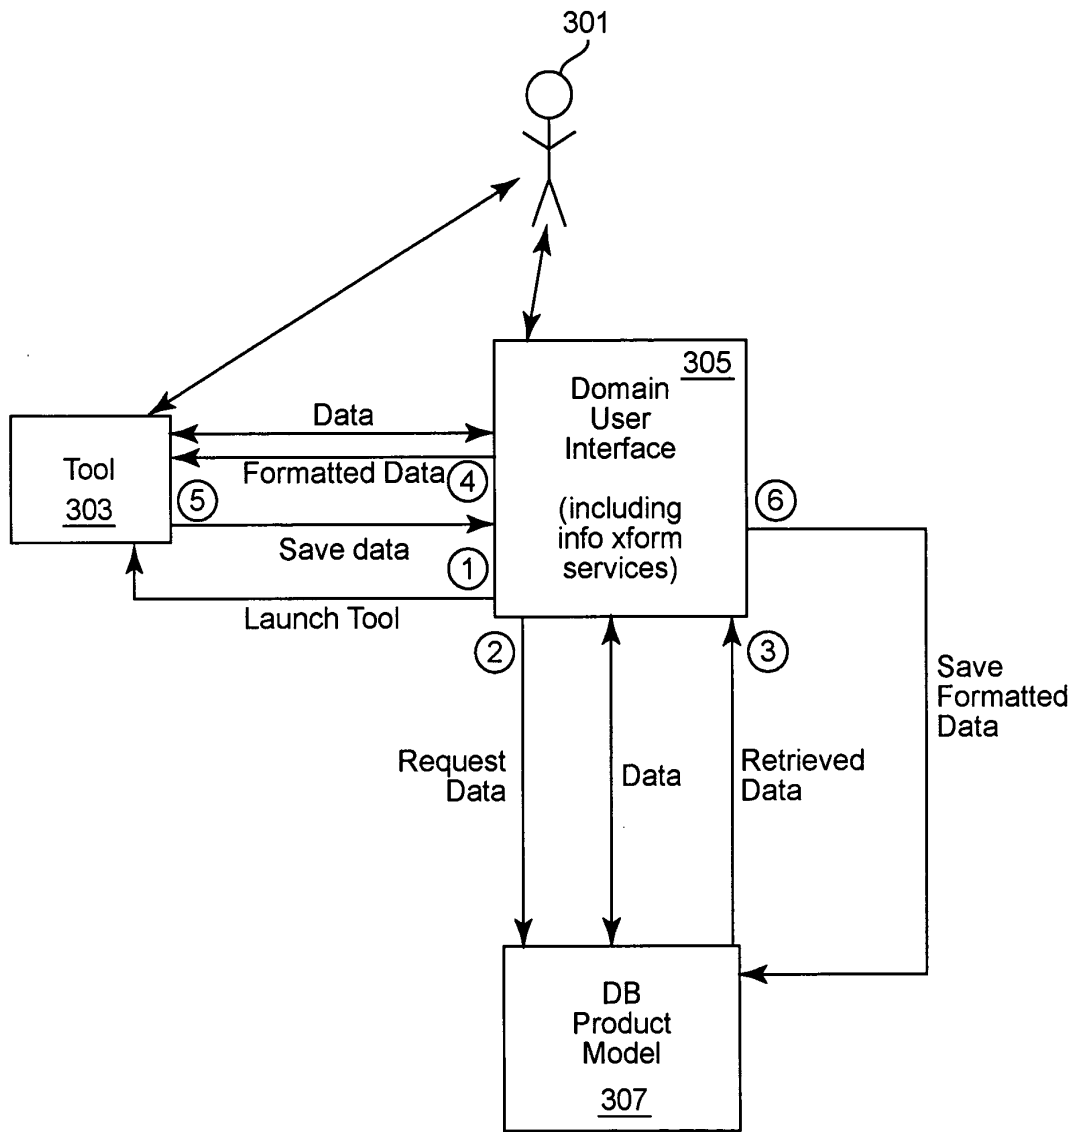 301
305
Domain
User
Interface
(including
info xform
services)
Data
Formatted Data
4
Tool
303
5
Save data
1
Launch Tool
6
2
3
Save
Formatted
Data
Request
Data
Data
Retrieved
Data
DB
Product
Model
307